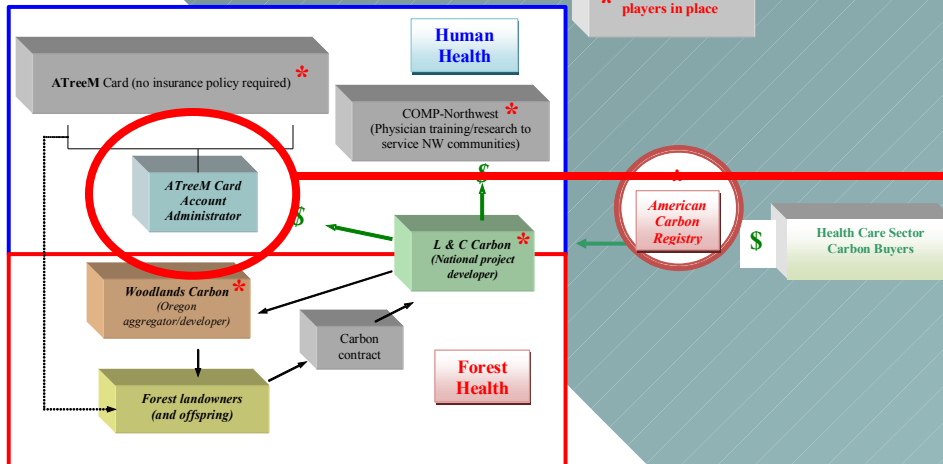 * players in place
Human
Health
ATreeM Card (no insurance policy required) *
COMP-Northwest *
(Physician training/research to
service NW communities)
ATreeM Card
Account
Administrator
$
$
L & C Carbon *
(National project
developer)
*
American
Carbon
Registry
$
Health Care Sector
Carbon Buyers
Woodlands Carbon *
(Oregon
aggregator/developer)
Carbon
contract
Forest
Health
Forest landowners
(and offspring)